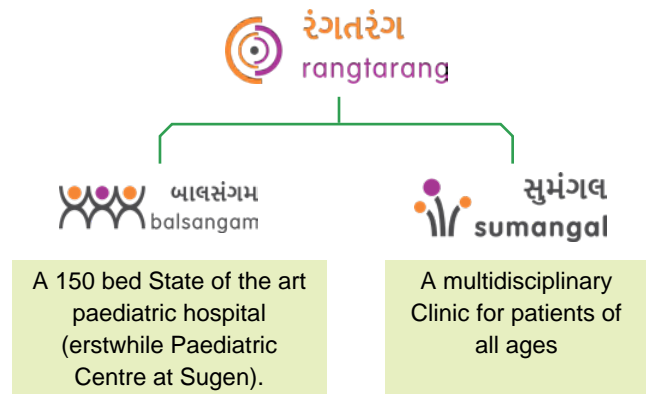 રંગતરંગ
rangtarang
બાલસંગમ
balsangam
A 150 bed State of the art
paediatric hospital
(erstwhile Paediatric
Centre at Sugen).
સુમંગલ
sumangal
A multidisciplinary
Clinic for patients of
all ages